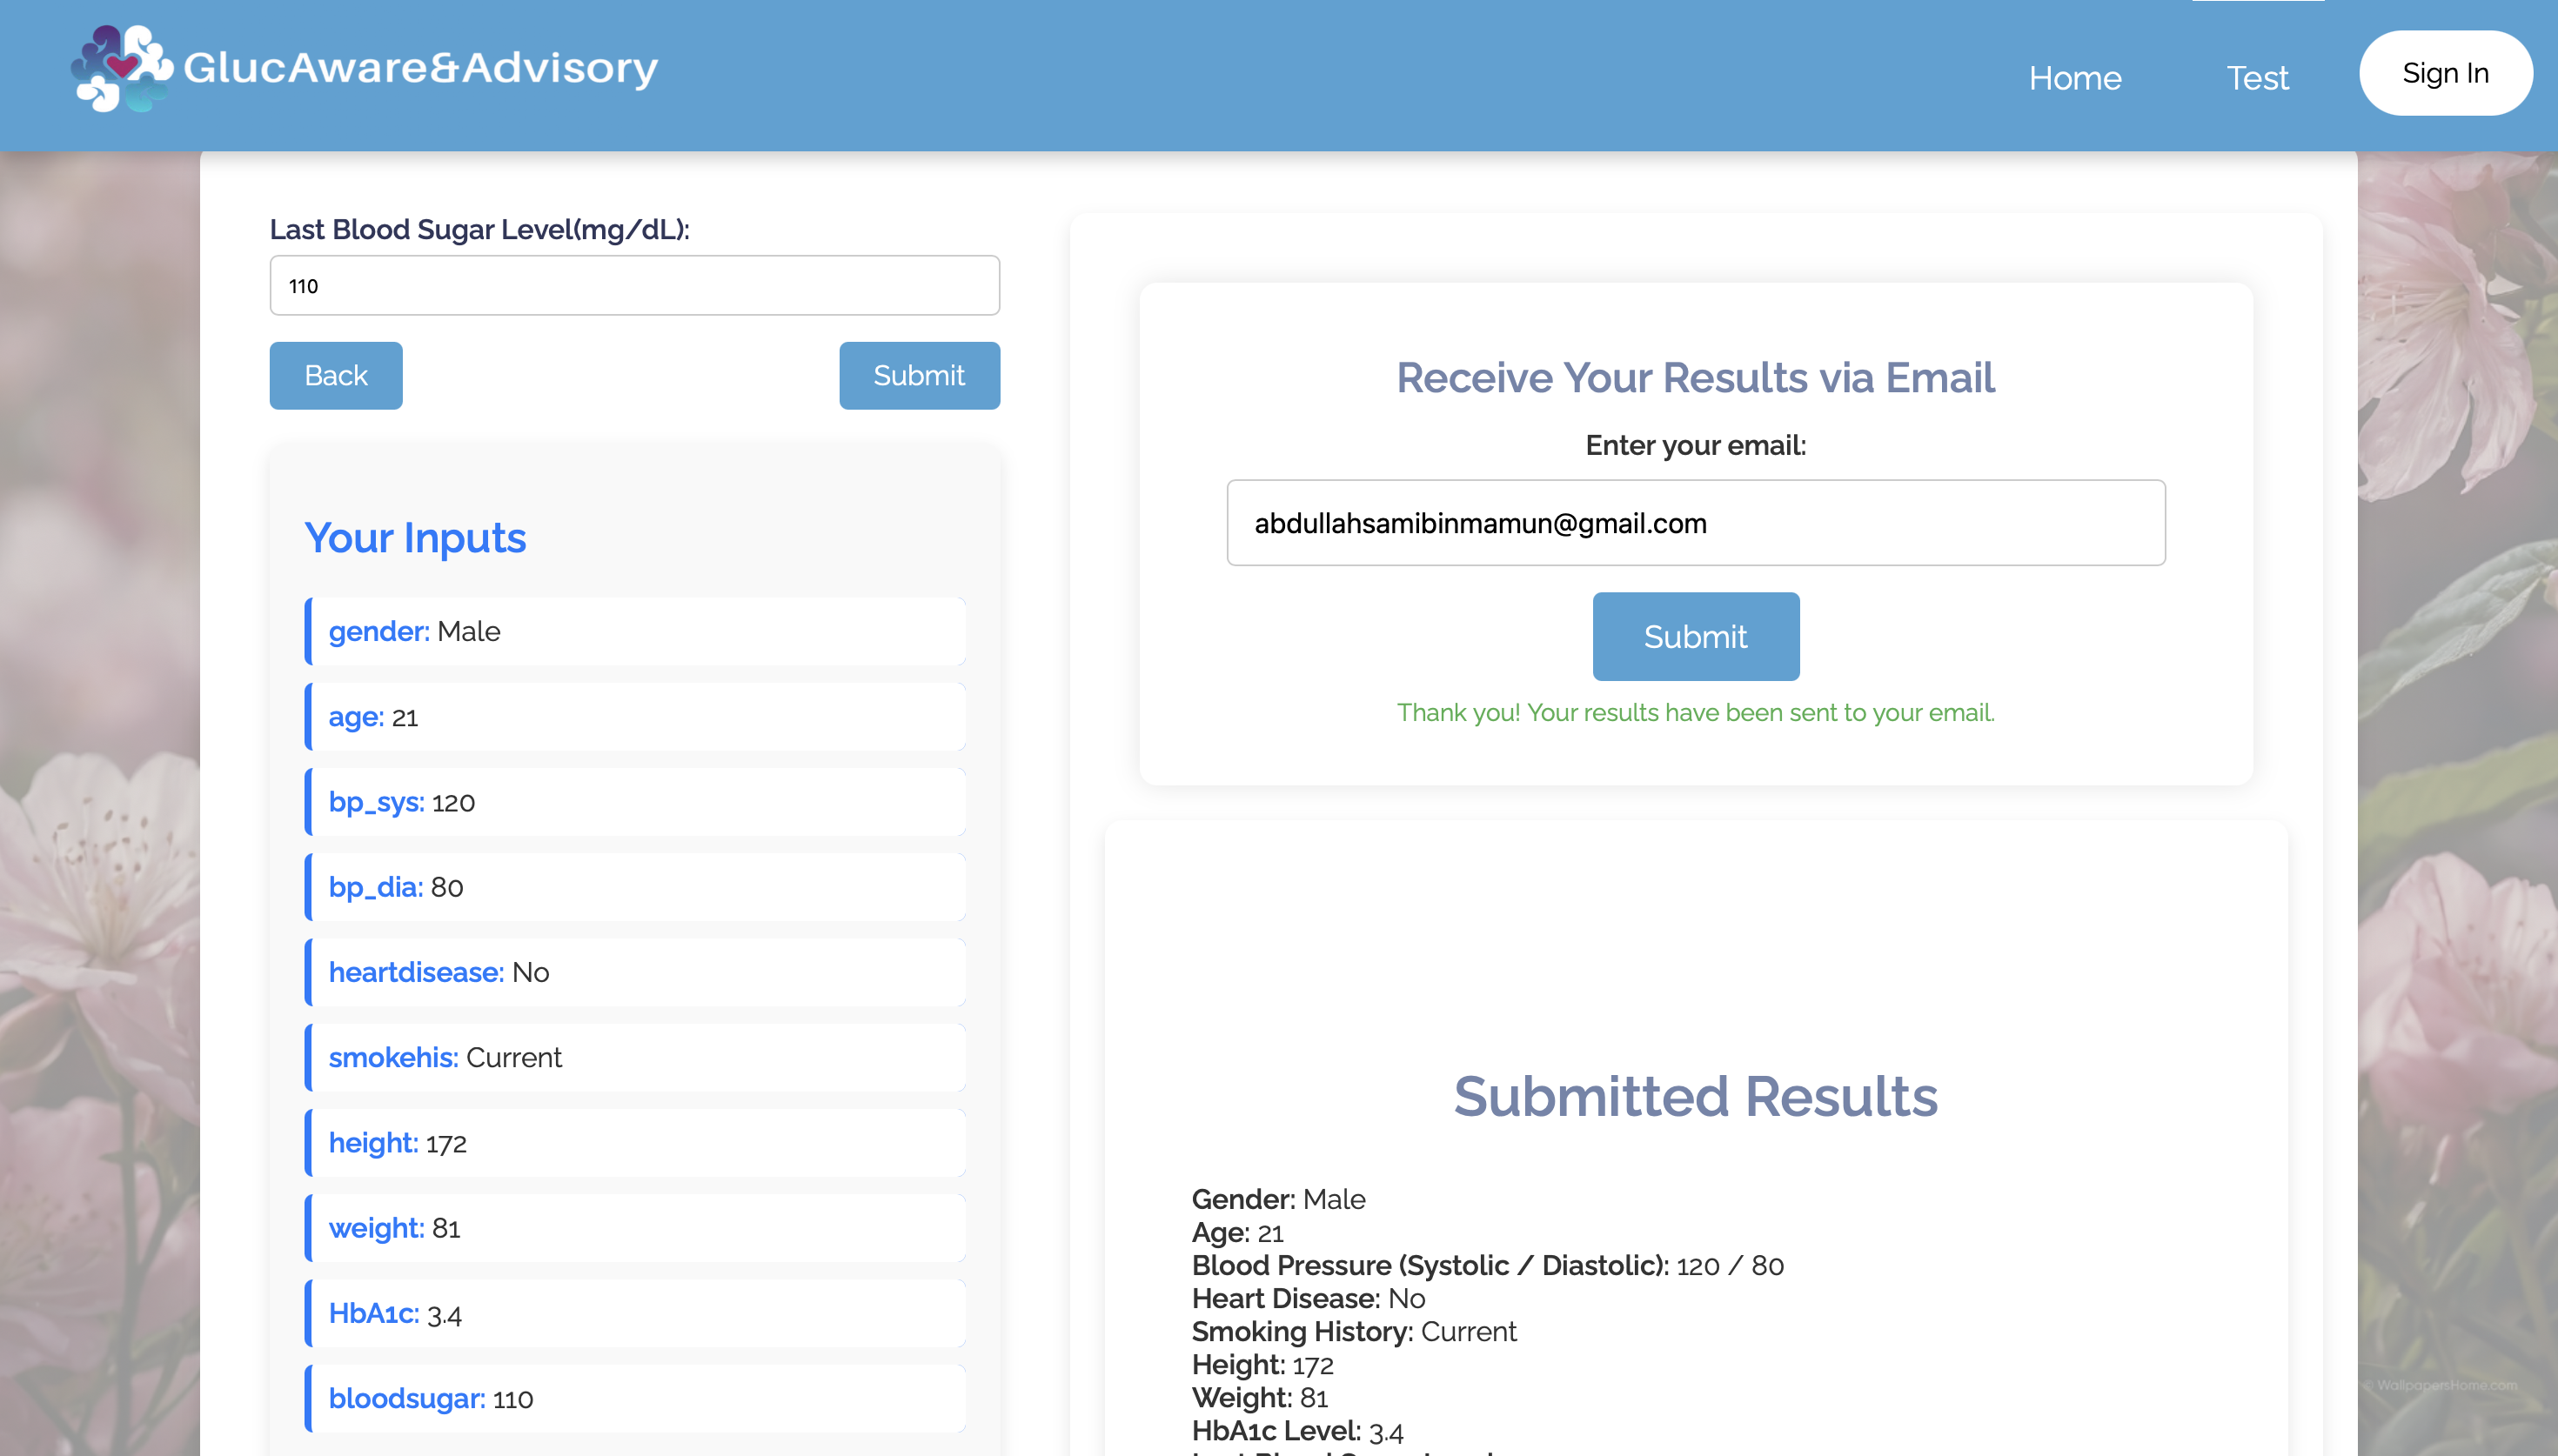 GlucAware&Advisory
Home
Test
Sign In
Last Blood Sugar Level(mg/dL):
110
Back
Submit
Your Inputs
gender: Male
age: 21
bp_sys: 120
bp_dia: 80
heartdisease: No
smokehis: Current
height: 172
weight: 81
HbA1c: 3.4
bloodsugar: 110
Receive Your Results via Email
Enter your email:
abdullahsamibinmamun@gmail.com
Submit
Thank you! Your results have been sent to your email.
Submitted Results
Gender: Male
Age: 21
Blood Pressure (Systolic / Diastolic): 120 / 80
Heart Disease: No
Smoking History: Current
Height: 172
Weight: 81
HbA1c Level: 3.4
© WallpapersHome.com